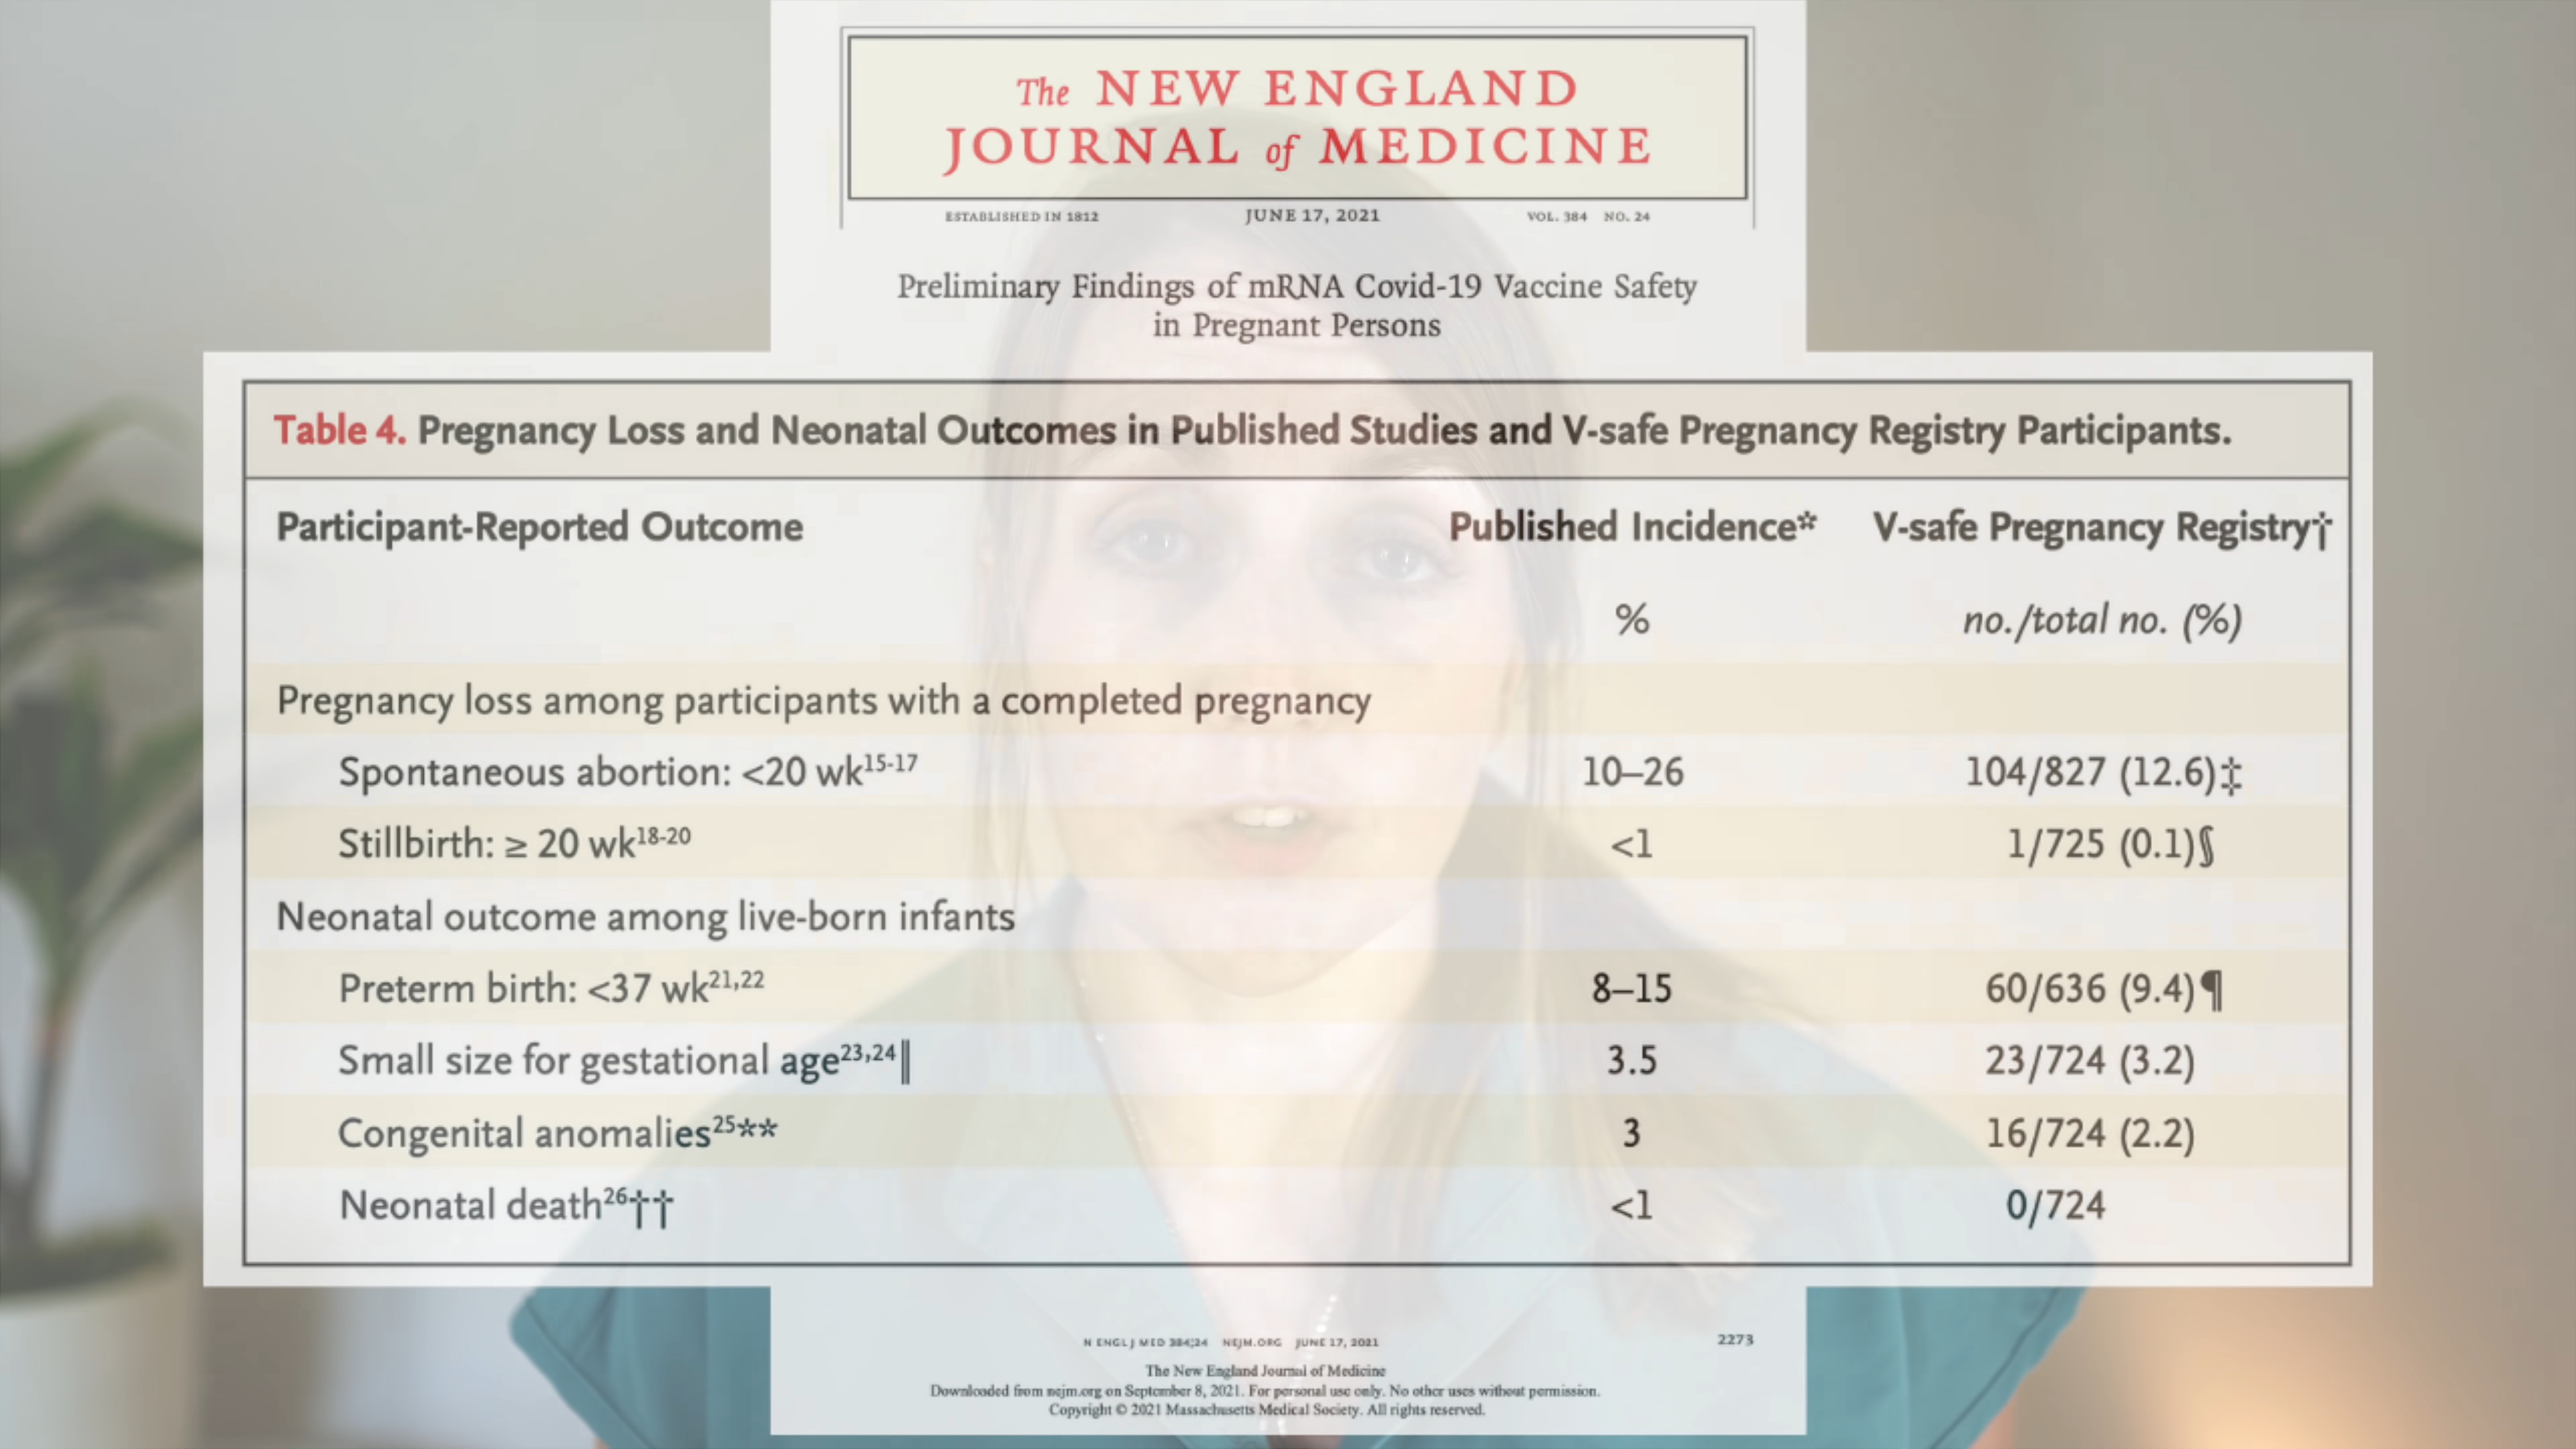 The NEW ENGLAND
JOURNAL of MEDICINE
ESTABLISHED IN 1812 JUNE 17, 2021 VOL. 384 NO. 24
Preliminary Findings of mRNA Covid-19 Vaccine Safety
in Pregnant Persons
Table 4. Pregnancy Loss and Neonatal Outcomes in Published Studies and V-safe Pregnancy Registry Participants.
Participant-Reported Outcome Published Incidence* V-safe Pregnancy Registry†
% no./total no. (%)
Pregnancy loss among participants with a completed pregnancy
Spontaneous abortion: <20 wk15-17 10–26 104/827 (12.6)‡
Stillbirth: ≥ 20 wk18-20 <1 1/725 (0.1)§
Neonatal outcome among live-born infants
Preterm birth: <37 wk21,22 8–15 60/636 (9.4)¶
Small size for gestational age23,24‖ 3.5 23/724 (3.2)
Congenital anomalies25** 3 16/724 (2.2)
Neonatal death26†† <1 0/724
N ENGL J MED 384;24 NEJM.ORG JUNE 17, 2021 2273
The New England Journal of Medicine
Downloaded from nejm.org on September 8, 2021. For personal use only. No other uses without permission.
Copyright © 2021 Massachusetts Medical Society. All rights reserved.